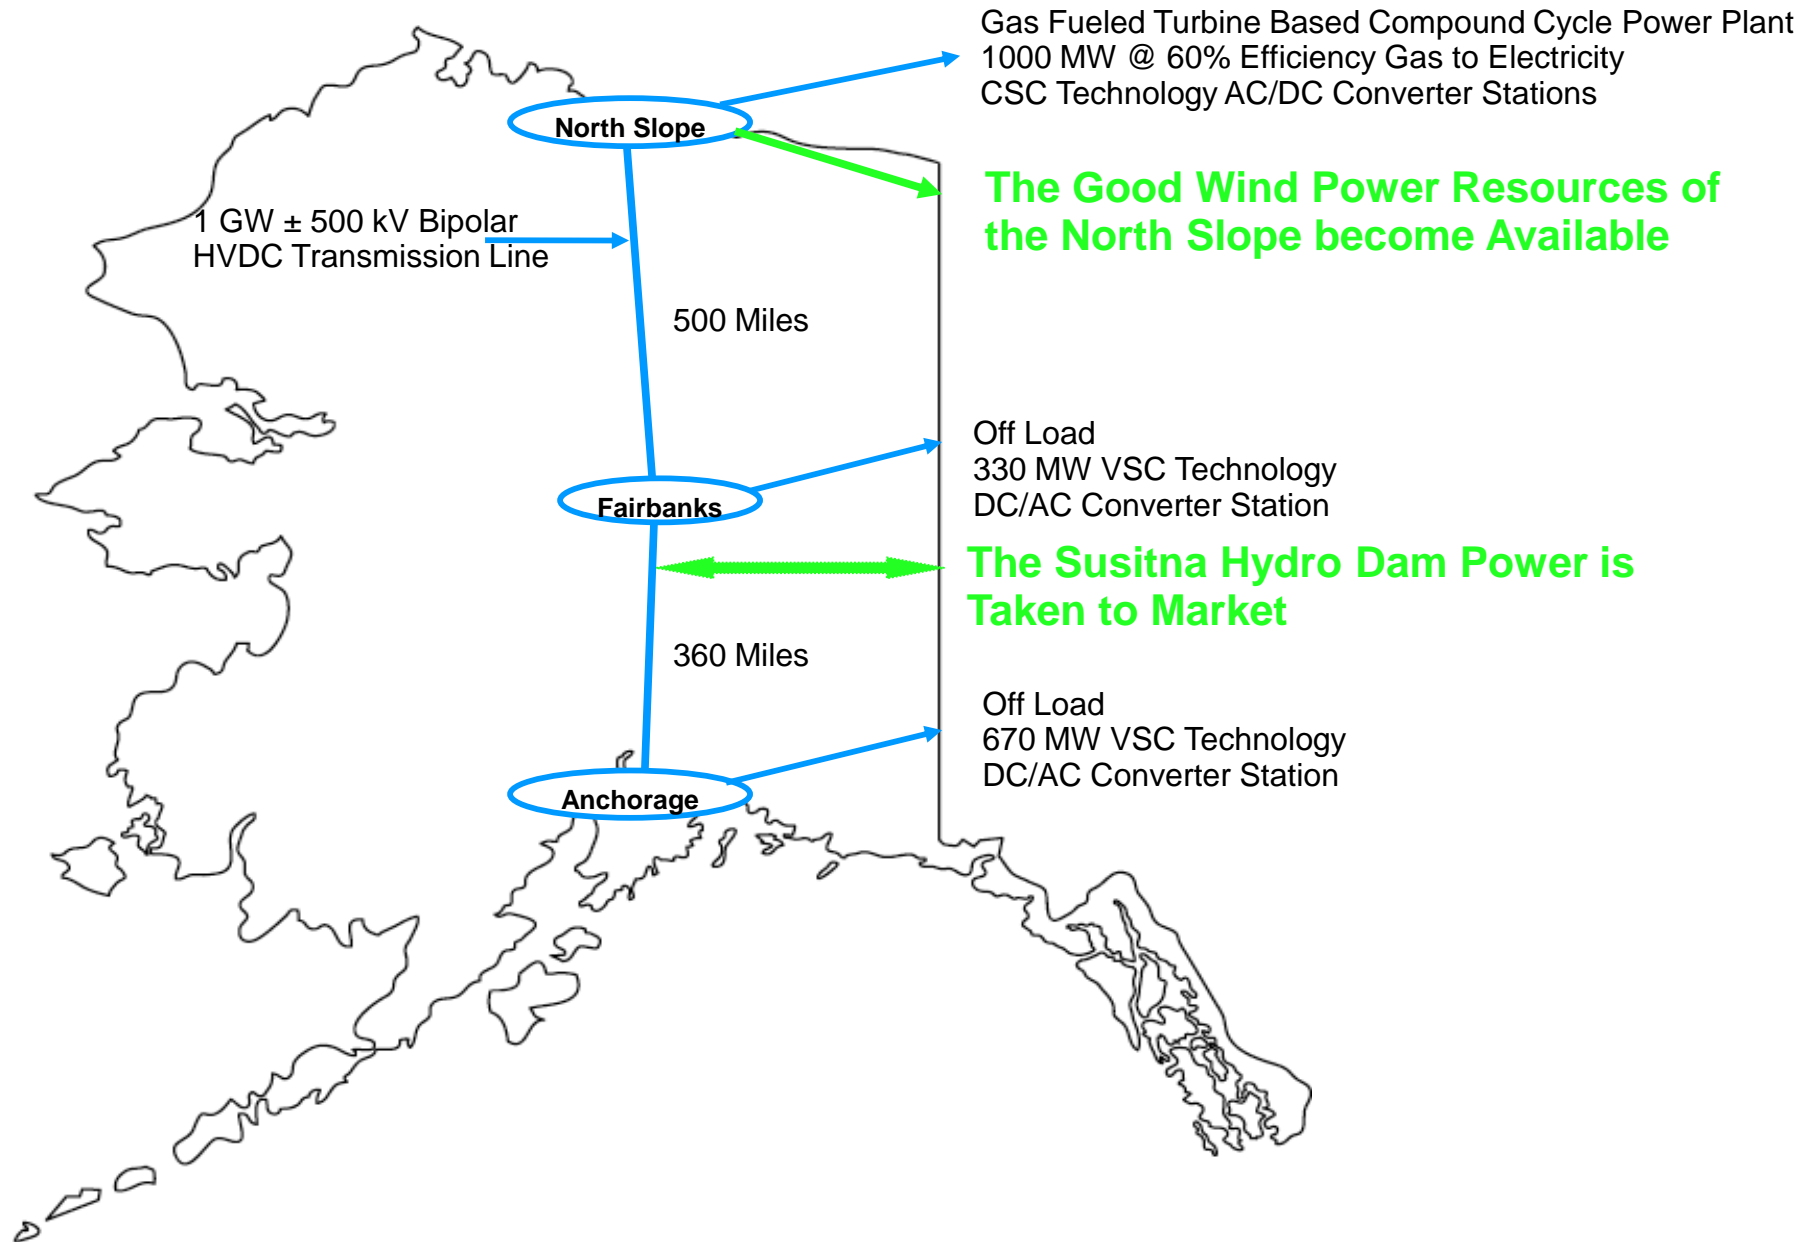 Gas Fueled Turbine Based Compound Cycle Power Plant
1000 MW @ 60% Efficiency Gas to Electricity
CSC Technology AC/DC Converter Stations
North Slope
The Good Wind Power Resources of
the North Slope become Available
1 GW ± 500 kV Bipolar
HVDC Transmission Line
500 Miles
Off Load
330 MW VSC Technology
DC/AC Converter Station
Fairbanks
The Susitna Hydro Dam Power is
Taken to Market
360 Miles
Off Load
670 MW VSC Technology
DC/AC Converter Station
Anchorage